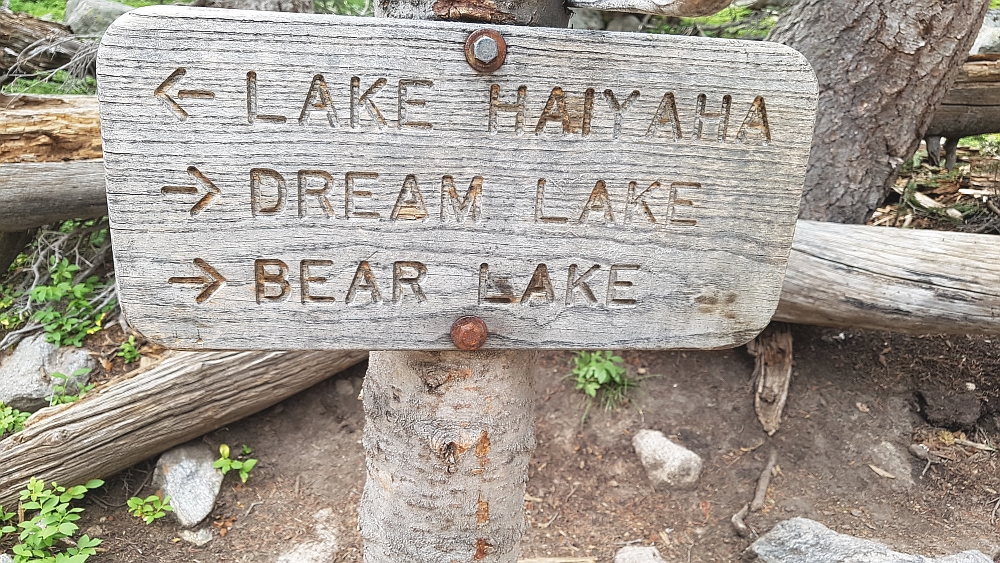 ← LAKE HAIYAHA
→ DREAM LAKE
→ BEAR LAKE